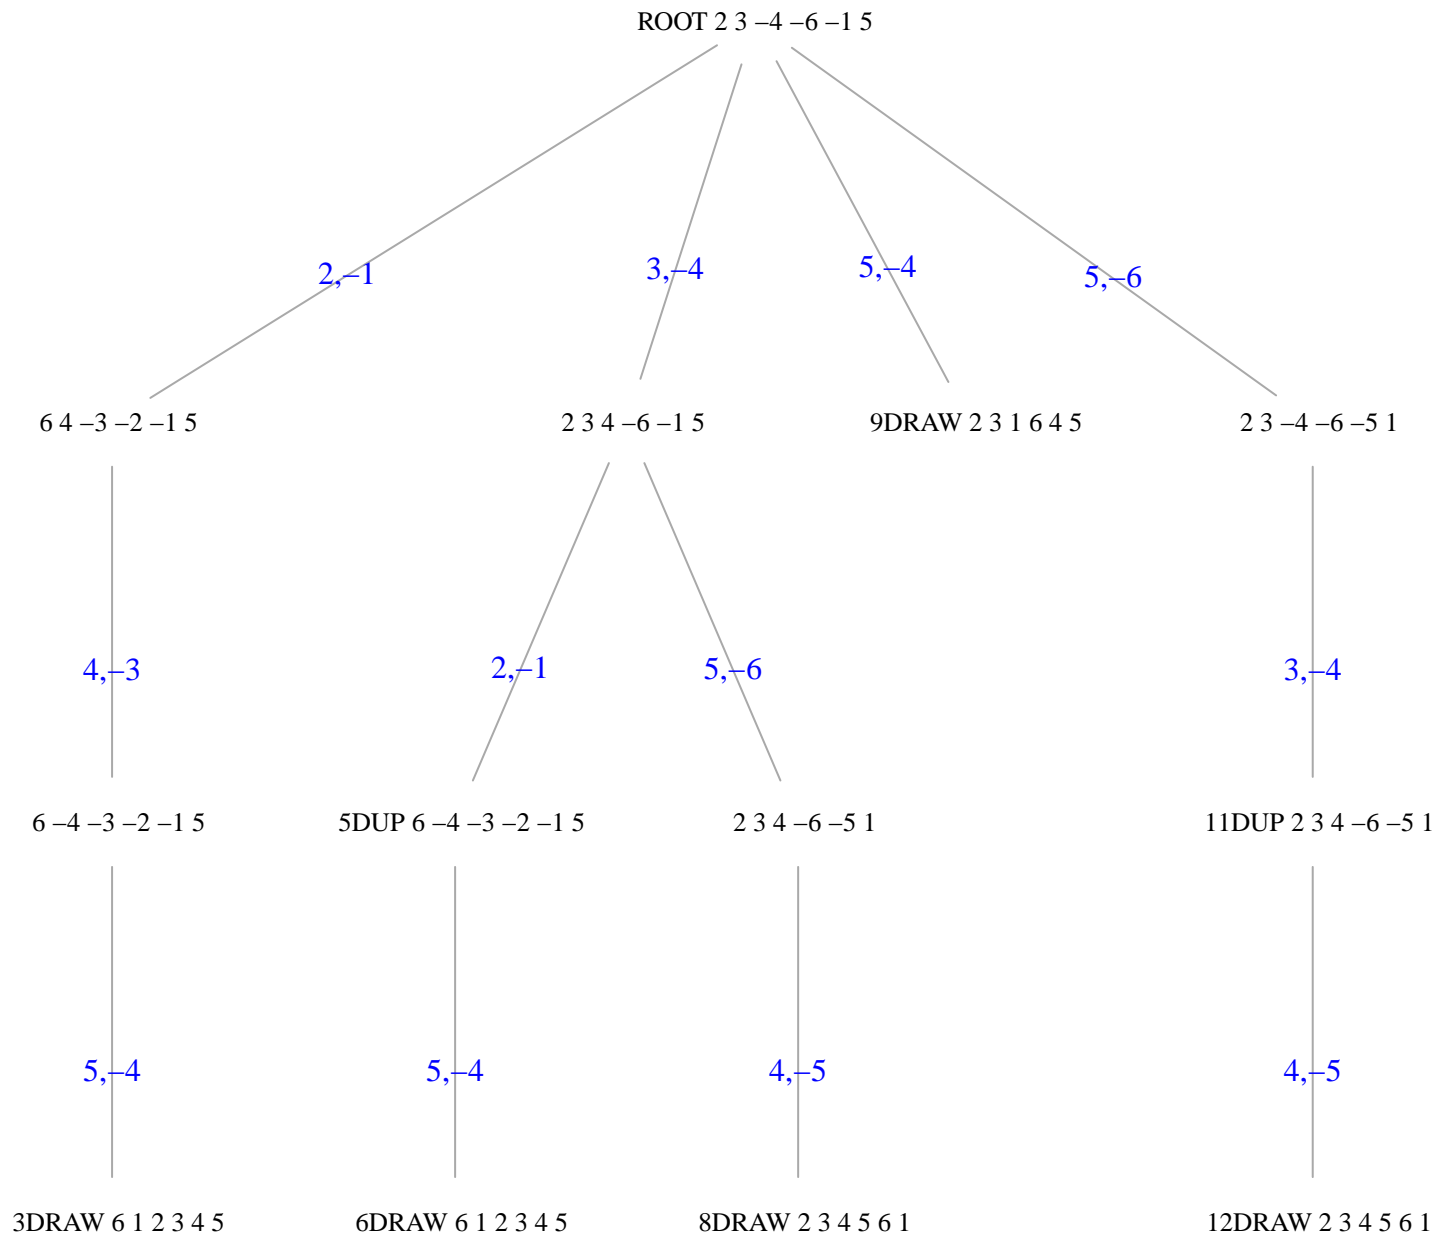 ROOT 2 3 –4 –6 –1 5
2,–1
3,–4
5,–4
5,–6
6 4 –3 –2 –1 5
2 3 4 –6 –1 5
9DRAW 2 3 1 6 4 5
2 3 –4 –6 –5 1
4,–3
2,–1
5,–6
3,–4
6 –4 –3 –2 –1 5
5DUP 6 –4 –3 –2 –1 5
2 3 4 –6 –5 1
11DUP 2 3 4 –6 –5 1
5,–4
5,–4
4,–5
4,–5
3DRAW 6 1 2 3 4 5
6DRAW 6 1 2 3 4 5
8DRAW 2 3 4 5 6 1
12DRAW 2 3 4 5 6 1